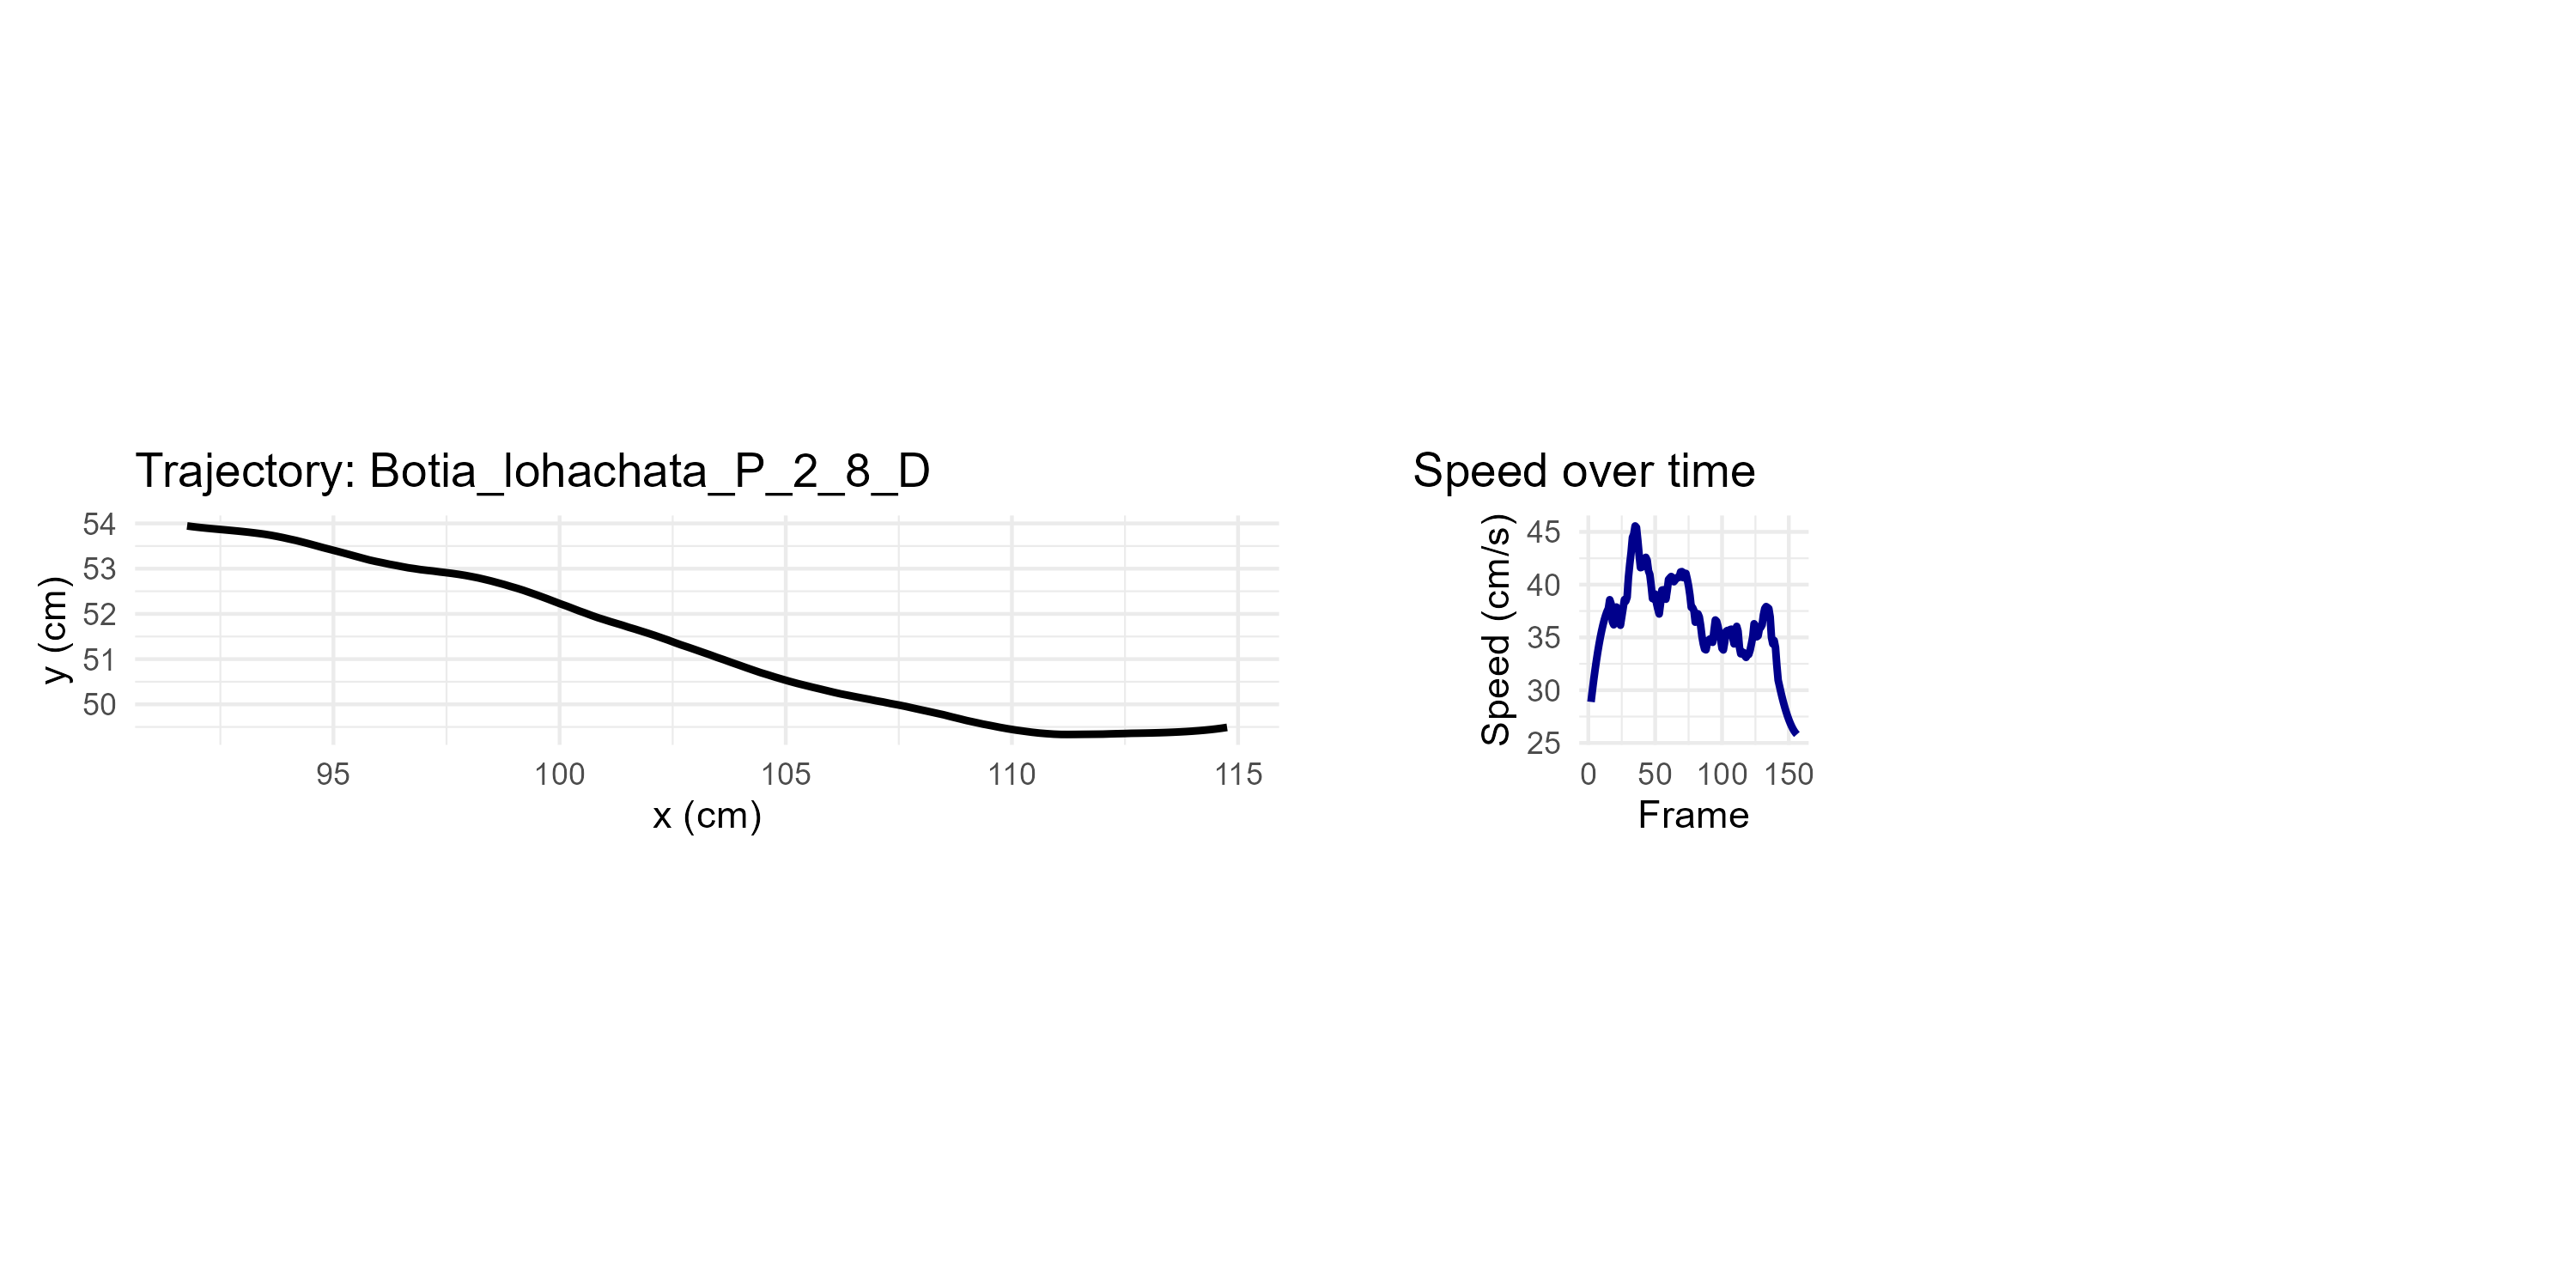 Trajectory: Botia_lohachata_P_2_8_D
54
53
52
51
50
y (cm)
95 100 105 110 115
x (cm)
Speed over time
45
40
35
30
25
Speed (cm/s)
0 50 100 150
Frame